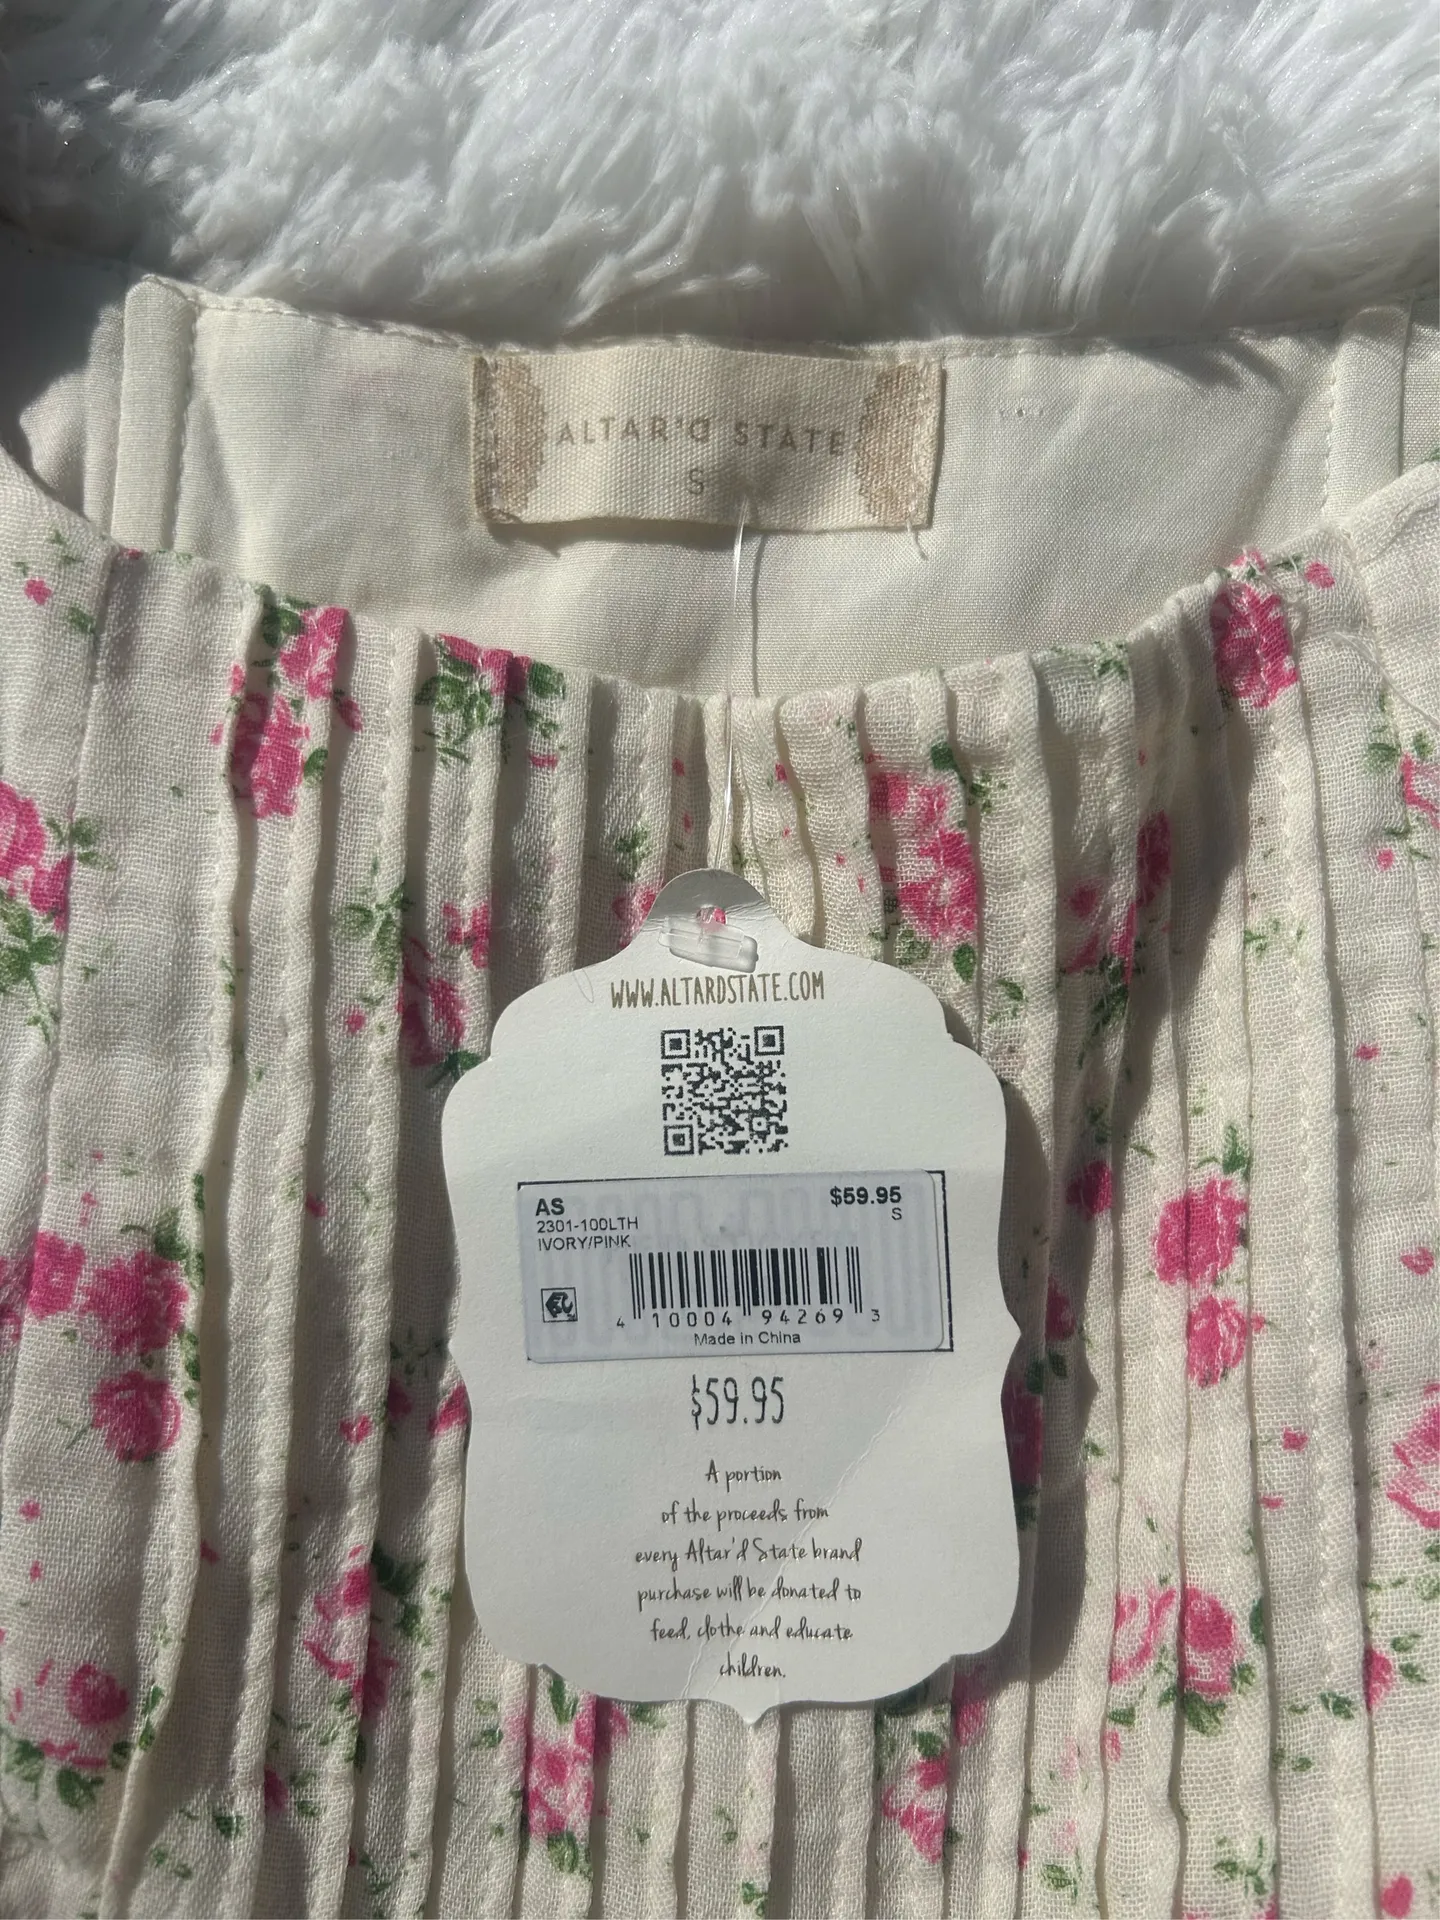 ALTAR'D STATE
S
WWW.ALTARDSTATE.COM
AS $59.95
2301-100LTH S
IVORY/PINK
4 10004 94269 3
Made in China
$59.95
A portion
of the proceeds from
every Altar'd State brand
purchase will be donated to
feed, clothe and educate
children.